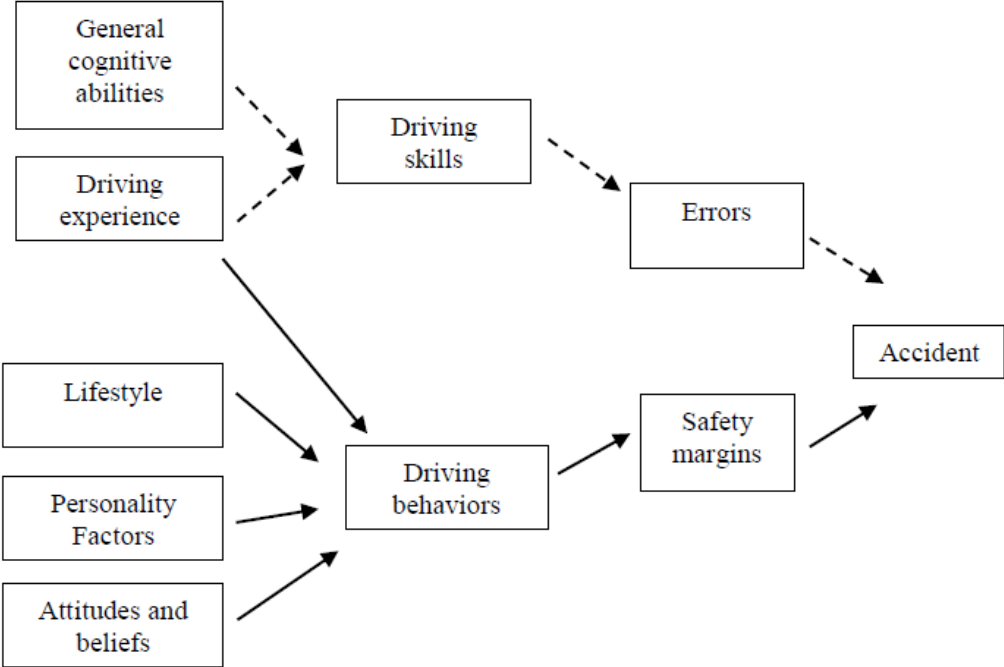 General
cognitive
abilities
Driving
experience
Driving
skills
Errors
Accident
Lifestyle
Safety
margins
Driving
behaviors
Personality
Factors
Attitudes and
beliefs